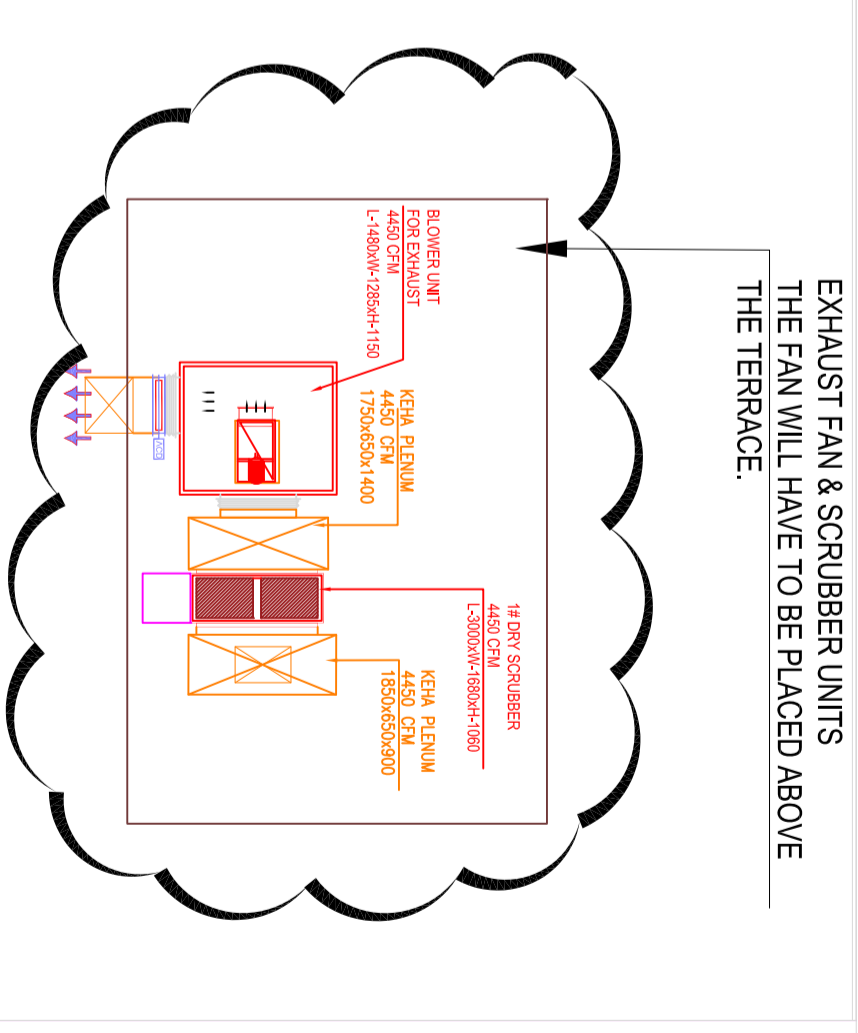 EXHAUST FAN & SCRUBBER UNITS
THE FAN WILL HAVE TO BE PLACED ABOVE
THE TERRACE.
1# DRY SCRUBBER
4450 CFM
L-3000xW-1680xH-1060
BLOWER UNIT
FOR EXHAUST
4450 CFM
L-1480xW-1285xH-1150
KEHA PLENUM
4450 CFM
1750x650x1400
KEHA PLENUM
4450 CFM
1850x650x900